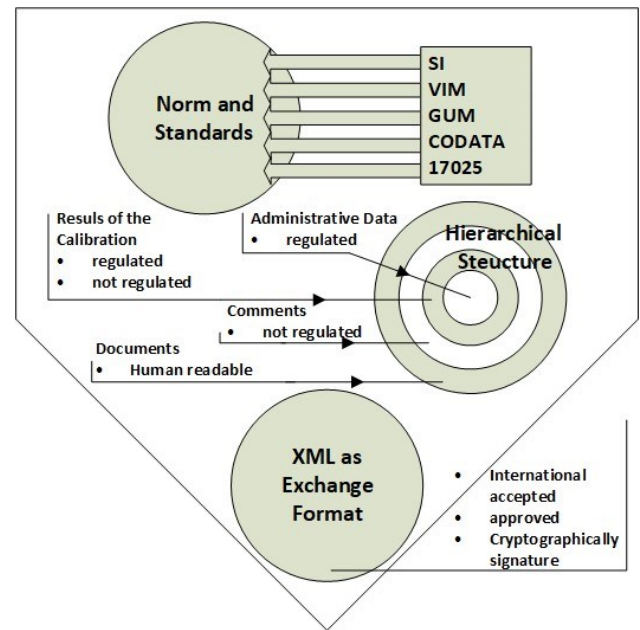 Norm and
Standards
SI
VIM
GUM
CODATA
17025
Resuls of the
Calibration
• regulated
• not regulated
Administrative Data
• regulated
Hierarchical
Steucture
Comments
• not regulated
Documents
• Human readable
XML as
Exchange
Format
• International
accepted
• approved
• Cryptographically
signature